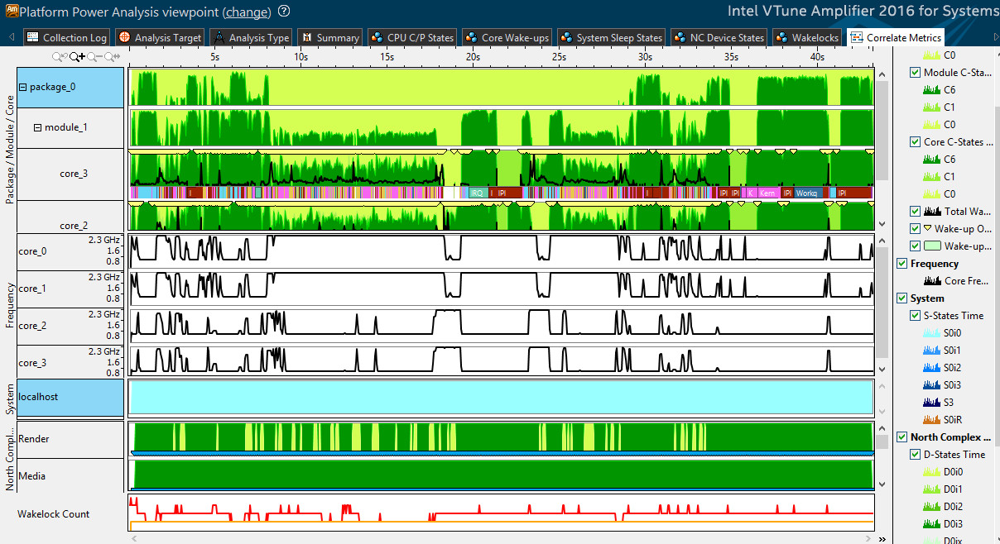 Am Platform Power Analysis viewpoint (change) ?
Intel VTune Amplifier 2016 for Systems
Collection Log Analysis Target Analysis Type Summary CPU C/P States Core Wake-ups System Sleep States NC Device States Wakelocks Correlate Metrics
5s 10s 15s 20s 25s 30s 35s 40s
Package / Module / Core
package_0
module_1
core_3
IRQ I IPI I IPI IPI K Kern IPI Workq IPI
core_2
Frequency
core_0 2.3 GHz
1.6
0.8
core_1 2.3 GHz
1.6
0.8
core_2 2.3 GHz
1.6
0.8
core_3 2.3 GHz
1.6
0.8
System
localhost
North Compl...
Render
Media
Wakelock Count
C0
Module C-Sta...
C6
C1
C0
Core C-States ...
C6
C1
C0
Total Wa...
Wake-up O...
Wake-up...
Frequency
Core Fre...
System
S-States Time
S0i0
S0i1
S0i2
S0i3
S3
S0iR
North Complex ...
D-States Time
D0i0
D0i1
D0i2
D0i3
D0ix